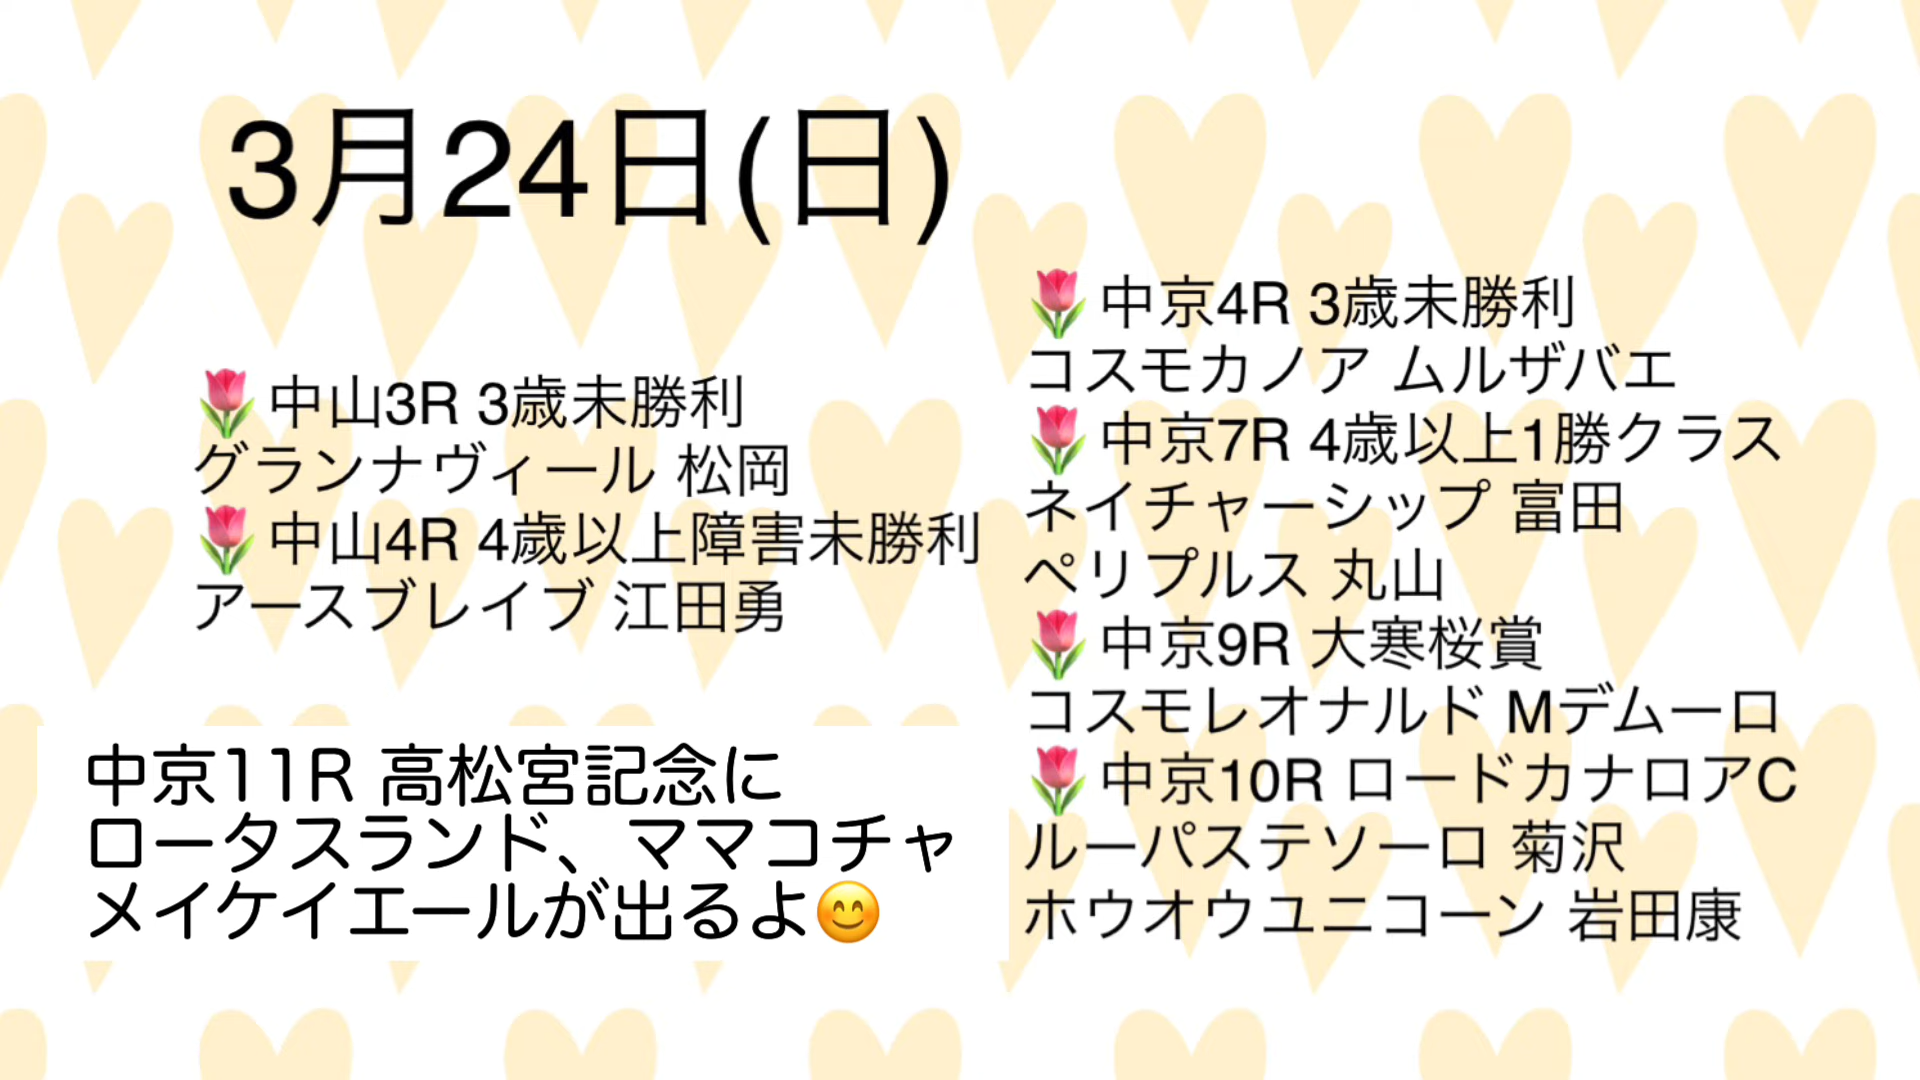 3月24日(日)
🌷中山3R 3歳未勝利
グランナヴィール 松岡
🌷中山4R 4歳以上障害未勝利
アースブレイブ 江田勇
中京11R 高松宮記念に
ロータスランド、ママコチャ
メイケイエールが出るよ😊
🌷中京4R 3歳未勝利
コスモカノア ムルザバエ
🌷中京7R 4歳以上1勝クラス
ネイチャーシップ 富田
ペリプルス 丸山
🌷中京9R 大寒桜賞
コスモレオナルド Mデムーロ
🌷中京10R ロードカナロアC
ルーパステソーロ 菊沢
ホウオウユニコーン 岩田康